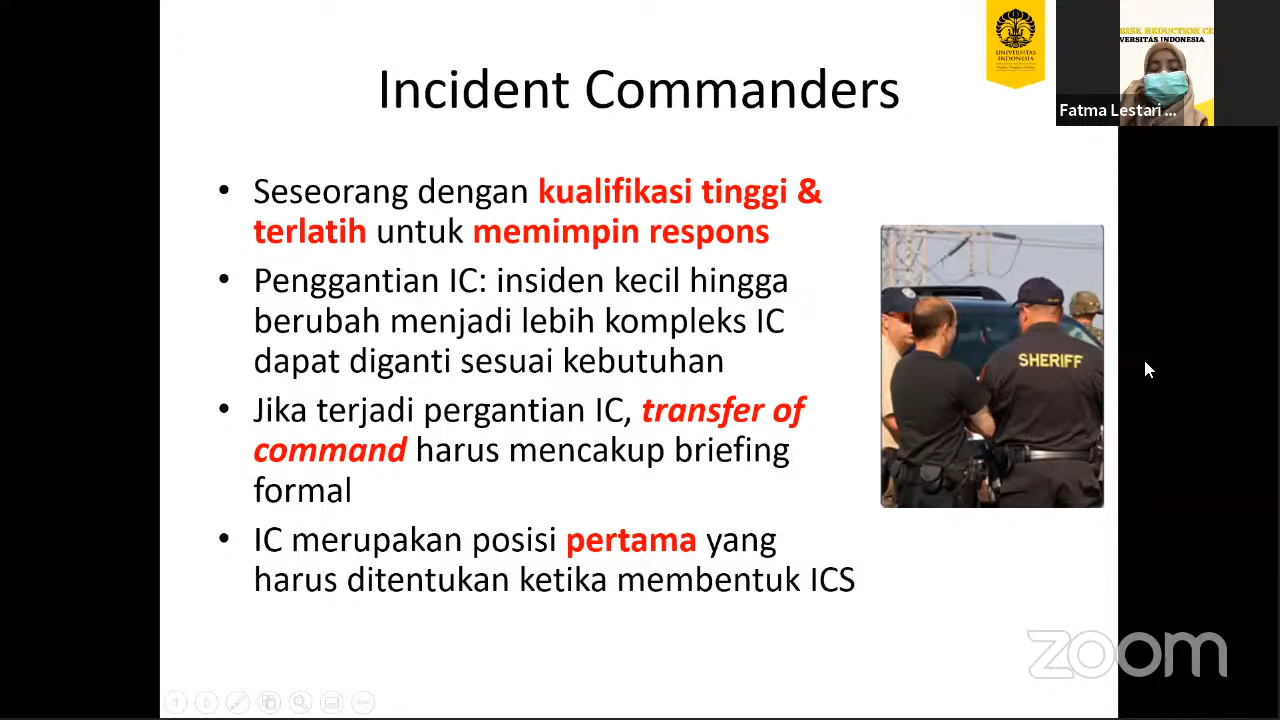 Incident Commanders
• Seseorang dengan kualifikasi tinggi &
terlatih untuk memimpin respons
• Penggantian IC: insiden kecil hingga
berubah menjadi lebih kompleks IC
dapat diganti sesuai kebutuhan
• Jika terjadi pergantian IC, transfer of
command harus mencakup briefing
formal
• IC merupakan posisi pertama yang
harus ditentukan ketika membentuk ICS
UNIVERSITAS
INDONESIA
RISK REDUCTION CE
VERSITAS INDONESIA
Fatma Lestari ...
SHERIFF
zoom